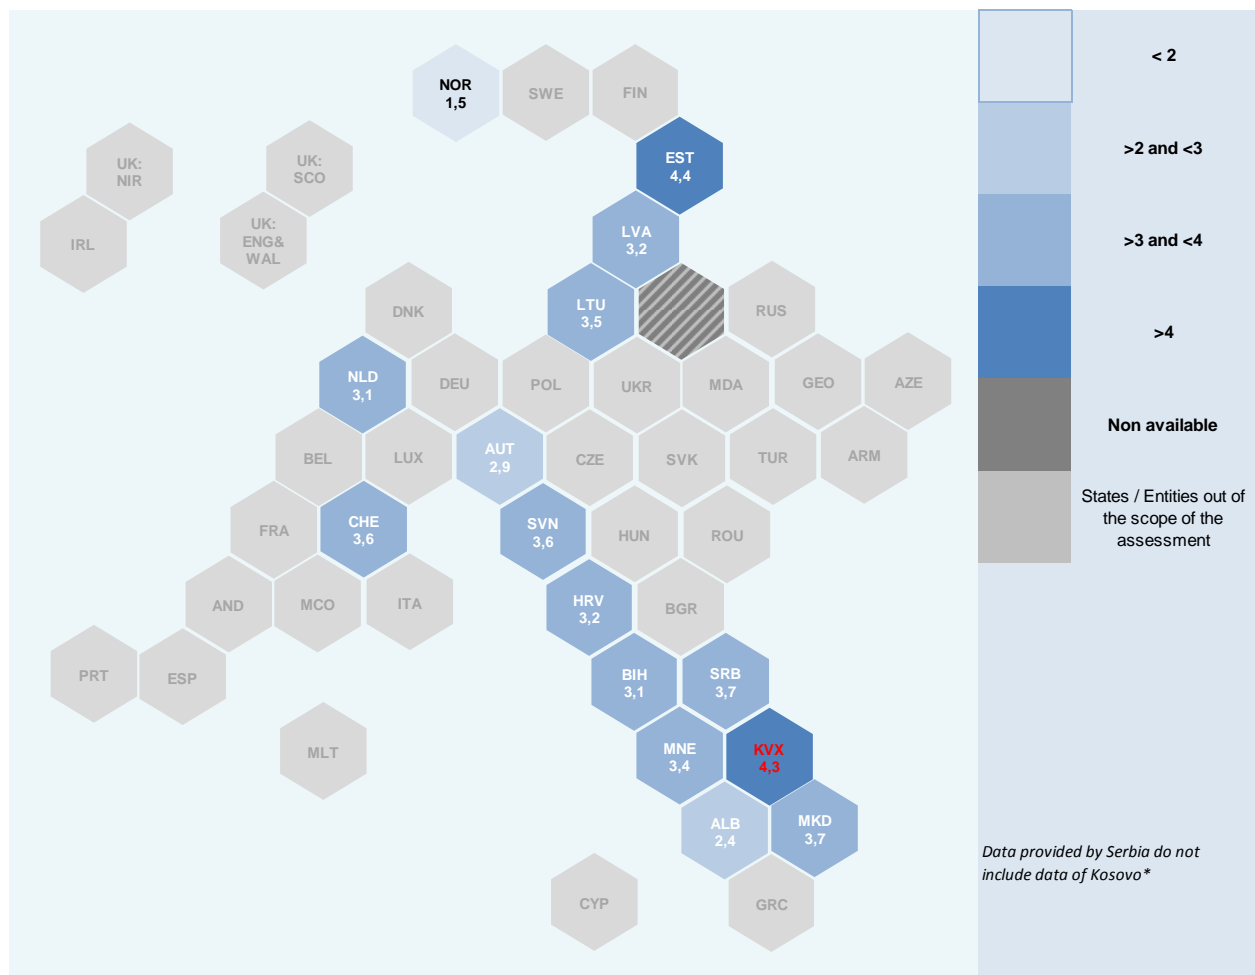 NOR
1,5
SWE
FIN
EST
4,4
UK:
NIR
UK:
SCO
IRL
UK:
ENG&
WAL
LVA
3,2
DNK
LTU
3,5
RUS
NLD
3,1
DEU
POL
UKR
MDA
GEO
AZE
BEL
LUX
AUT
2,9
CZE
SVK
TUR
ARM
FRA
CHE
3,6
SVN
3,6
HUN
ROU
AND
MCO
ITA
HRV
3,2
BGR
PRT
ESP
BIH
3,1
SRB
3,7
MLT
MNE
3,4
KVX
4,3
ALB
2,4
MKD
3,7
CYP
GRC
< 2
>2 and <3
>3 and <4
>4
Non available
States / Entities out of
the scope of the
assessment
Data provided by Serbia do not
include data of Kosovo*